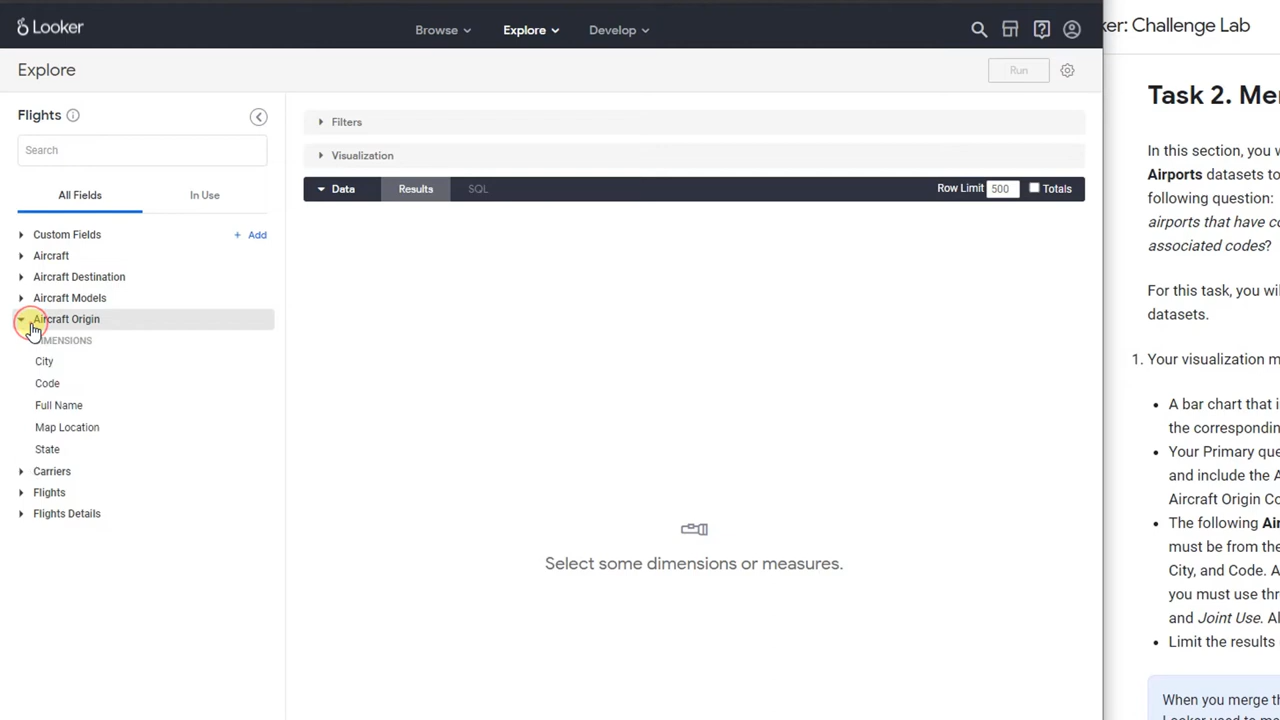 Looker
Browse
Explore
Develop
ker: Challenge Lab
Explore
Run
Flights
Search
All Fields
In Use
Custom Fields
+ Add
Aircraft
Aircraft Destination
Aircraft Models
Aircraft Origin
DIMENSIONS
City
Code
Full Name
Map Location
State
Carriers
Flights
Flights Details
Filters
Visualization
Data
Results
SQL
Row Limit 500
Totals
Select some dimensions or measures.
Task 2. Me
In this section, you
Airports datasets to
following question:
airports that have co
associated codes?
For this task, you wil
datasets.
1. Your visualization m
• A bar chart that i
the correspondin
• Your Primary que
and include the A
Aircraft Origin Co
• The following Air
must be from the
City, and Code. A
you must use thr
and Joint Use. Al
• Limit the results
When you merge th